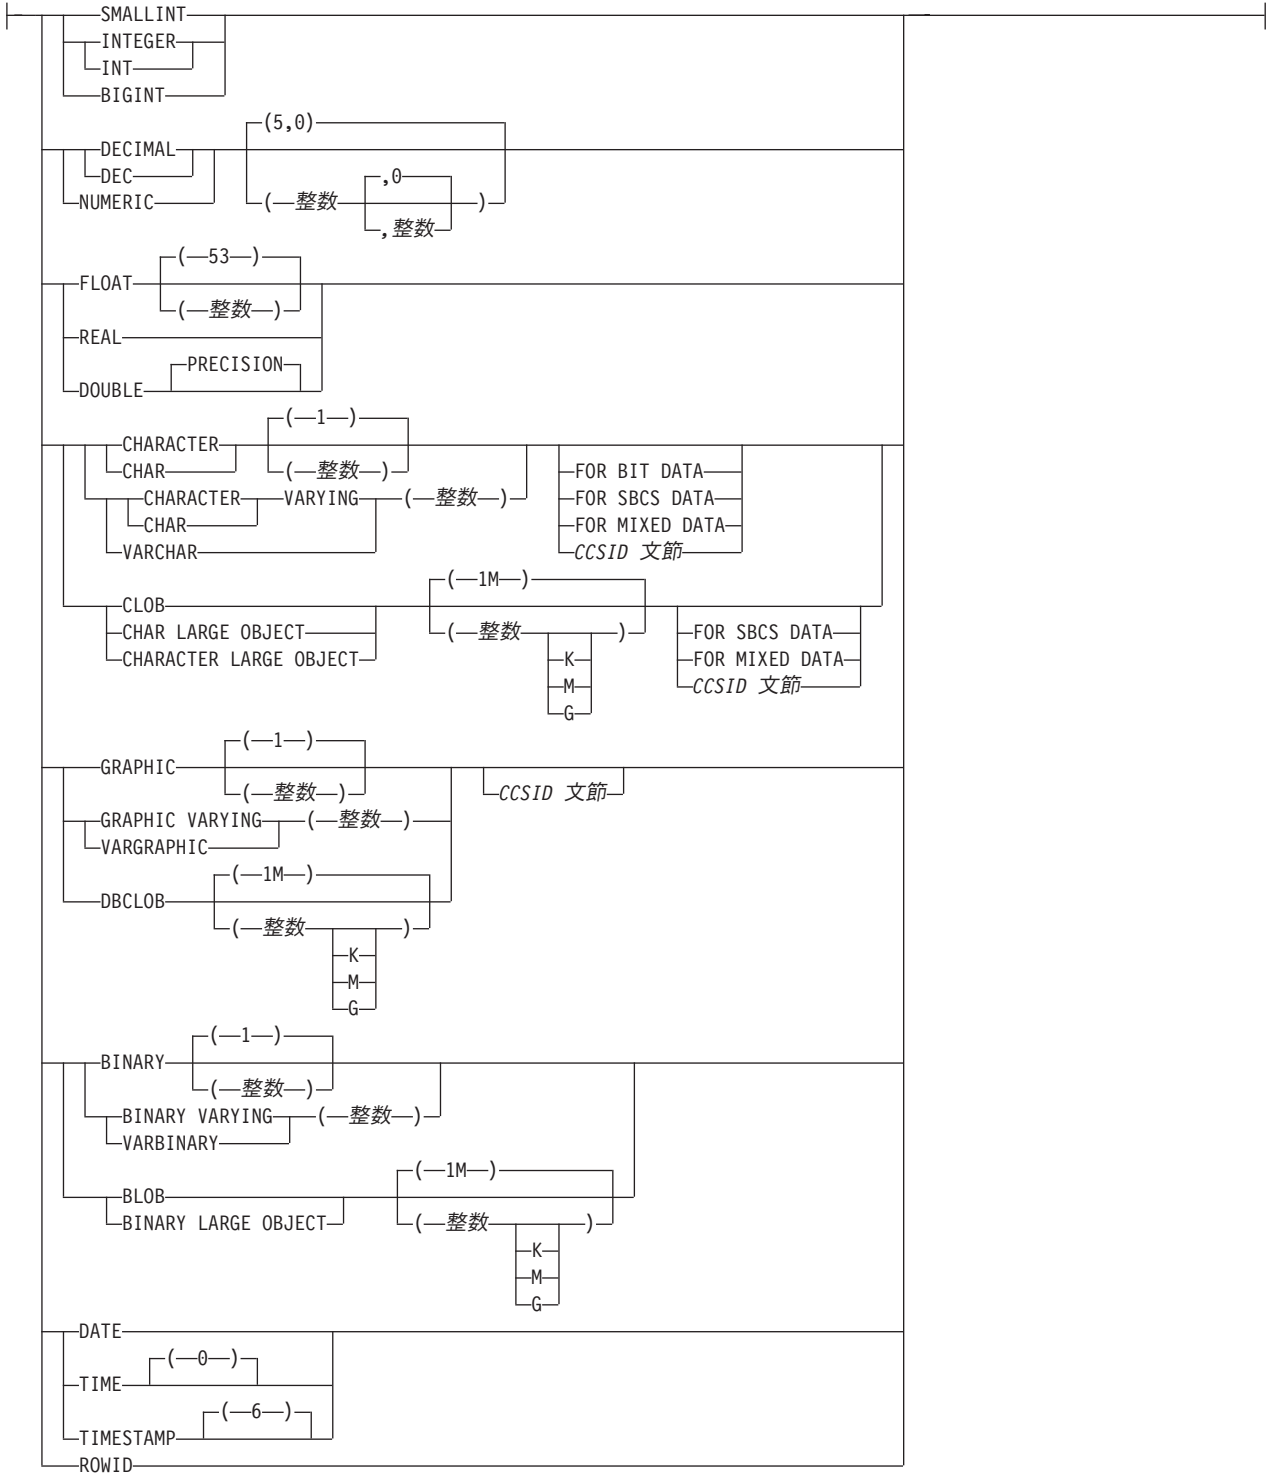 SMALLINT
INTEGER
INT
BIGINT
(5,0)
DECIMAL
DEC
,0
NUMERIC
( 整数 )
,整数
( 53 )
FLOAT
( 整数 )
REAL
PRECISION
DOUBLE
( 1 )
CHARACTER
CHAR ( 整数 ) FOR BIT DATA
CHARACTER VARYING ( 整数 ) FOR SBCS DATA
CHAR FOR MIXED DATA
VARCHAR CCSID 文節
( 1M )
CLOB
CHAR LARGE OBJECT ( 整数 ) FOR SBCS DATA
CHARACTER LARGE OBJECT K FOR MIXED DATA
M CCSID 文節
G
( 1 )
GRAPHIC
( 整数 ) CCSID 文節
GRAPHIC VARYING ( 整数 )
VARGRAPHIC
( 1M )
DBCLOB
( 整数 )
K
M
G
( 1 )
BINARY
( 整数 )
BINARY VARYING ( 整数 )
VARBINARY
( 1M )
BLOB
BINARY LARGE OBJECT ( 整数 )
K
M
G
DATE
( 0 )
TIME
( 6 )
TIMESTAMP
ROWID